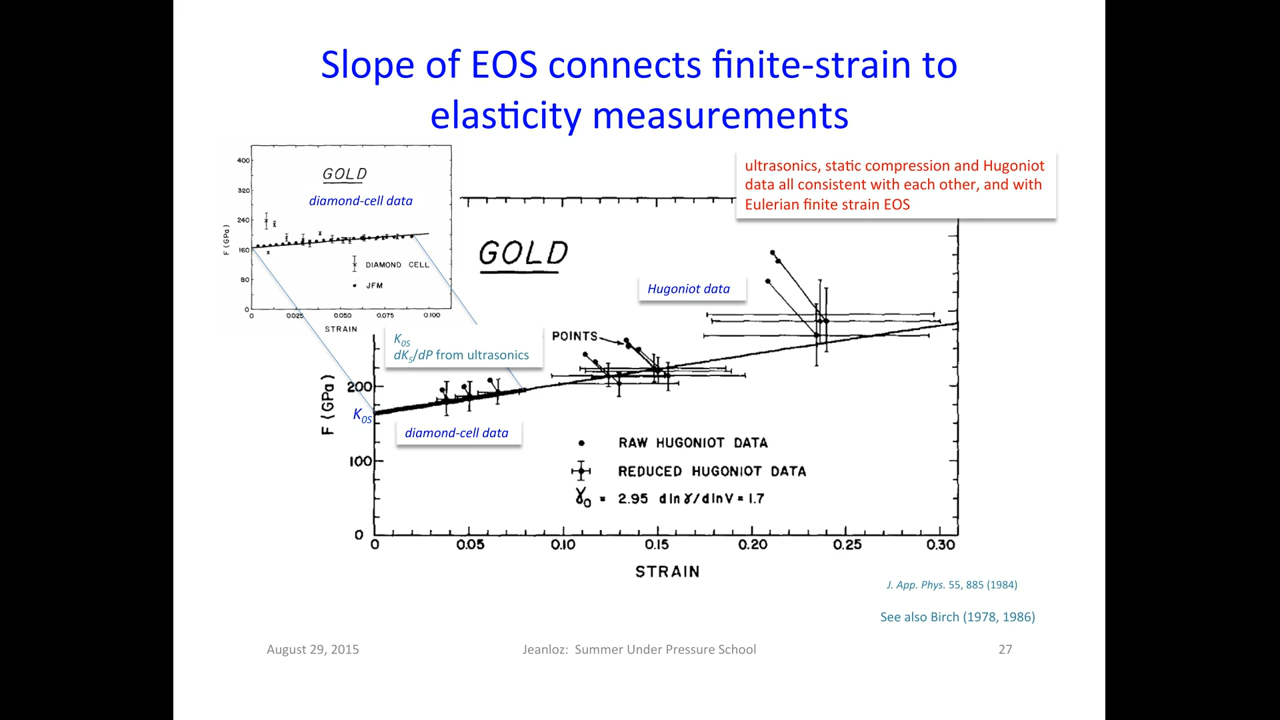 Slope of EOS connects finite-strain to
elasticity measurements
GOLD
diamond-cell data
400
320
240
160
80
0
F (GPa)
DIAMOND CELL
JFM
0.025
0.050
0.075
0.100
STRAIN
ultrasonics, static compression and Hugoniot
data all consistent with each other, and with
Eulerian finite strain EOS
GOLD
Hugoniot data
POINTS
K0S
dKS/dP from ultrasonics
F (GPa)
200
K0S
diamond-cell data
100
RAW HUGONIOT DATA
REDUCED HUGONIOT DATA
γ0 = 2.95 dlnγ/dlnV = 1.7
0
0
0.05
0.10
0.15
0.20
0.25
0.30
STRAIN
J. App. Phys. 55, 885 (1984)
See also Birch (1978, 1986)
August 29, 2015
Jeanloz: Summer Under Pressure School
27